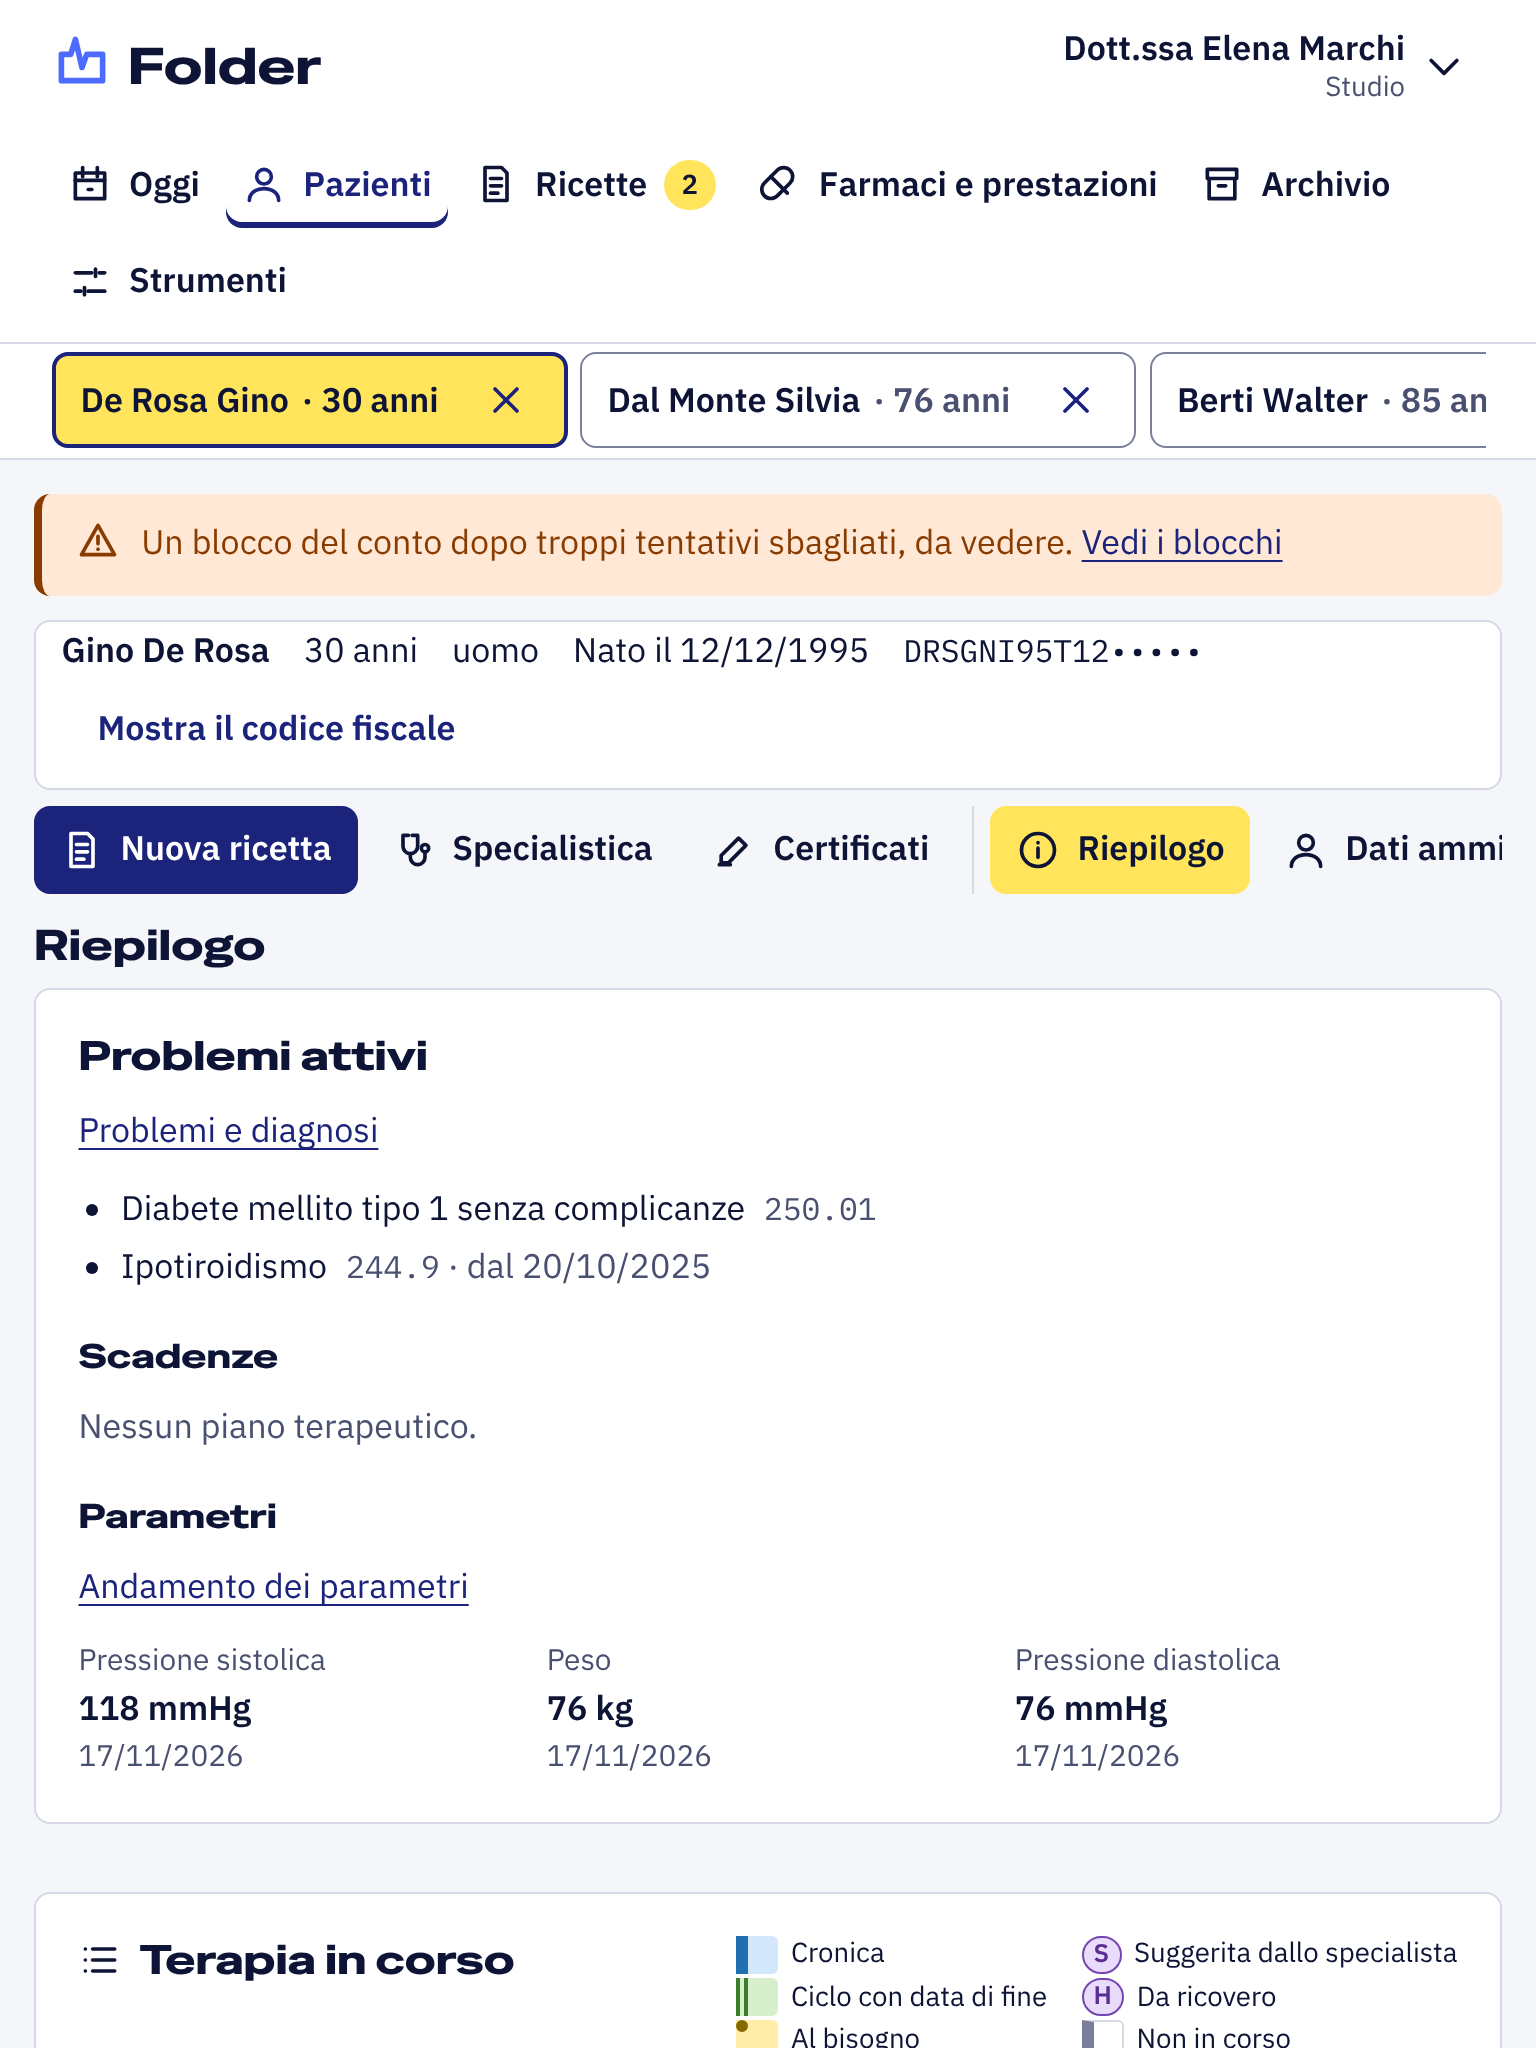 Folder
Dott.ssa Elena Marchi
Studio
Oggi Pazienti Ricette 2 Farmaci e prestazioni Archivio
Strumenti
De Rosa Gino · 30 anni Dal Monte Silvia · 76 anni Berti Walter · 85 an
Un blocco del conto dopo troppi tentativi sbagliati, da vedere. Vedi i blocchi
Gino De Rosa 30 anni uomo Nato il 12/12/1995 DRSGNI95T12•••••
Mostra il codice fiscale
Nuova ricetta Specialistica Certificati Riepilogo Dati ammi
Riepilogo
Problemi attivi
Problemi e diagnosi
• Diabete mellito tipo 1 senza complicanze 250.01
• Ipotiroidismo 244.9 · dal 20/10/2025
Scadenze
Nessun piano terapeutico.
Parametri
Andamento dei parametri
Pressione sistolica Peso Pressione diastolica
118 mmHg 76 kg 76 mmHg
17/11/2026 17/11/2026 17/11/2026
Terapia in corso
Cronica S Suggerita dallo specialista
Ciclo con data di fine H Da ricovero
Al bisogno Non in corso